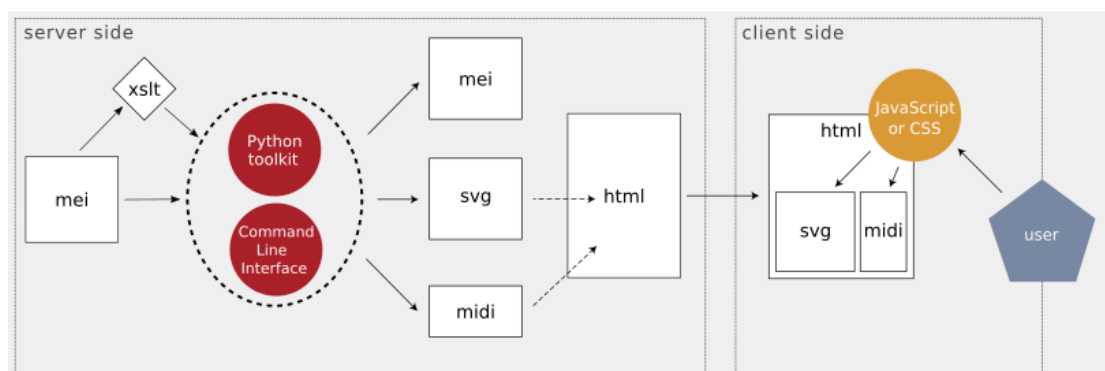 server side
client side
xslt
mei
Python
toolkit
Command
Line
Interface
mei
svg
midi
html
html
JavaScript
or CSS
svg
midi
user